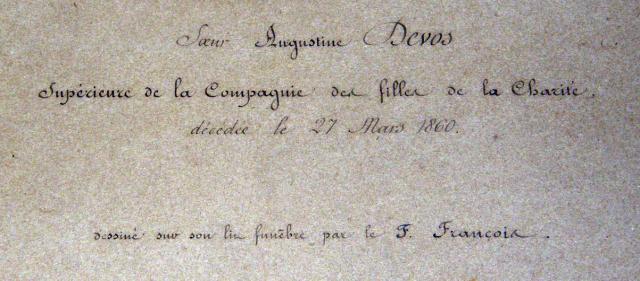 Sœur Augustine Devos
Supérieure de la Compagnie des filles de la Charité.
décédée le 27 Mars 1860.
dessiné sur son lit funèbre par le F. François.